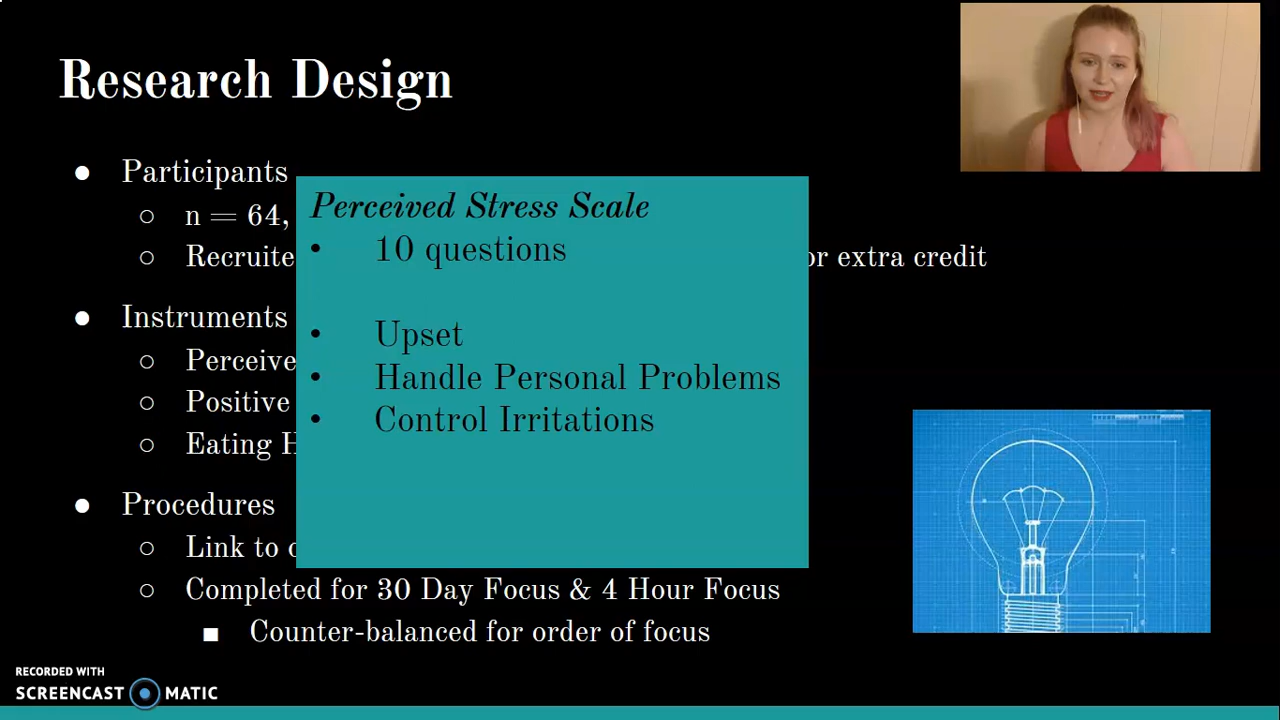 Research Design
● Participants
○ n = 64,
○ Recruite
or extra credit
● Instruments
○ Perceive
○ Positive
○ Eating H
● Procedures
○ Link to o
○ Completed for 30 Day Focus & 4 Hour Focus
■ Counter-balanced for order of focus
Perceived Stress Scale
• 10 questions
• Upset
• Handle Personal Problems
• Control Irritations
RECORDED WITH
SCREENCAST MATIC